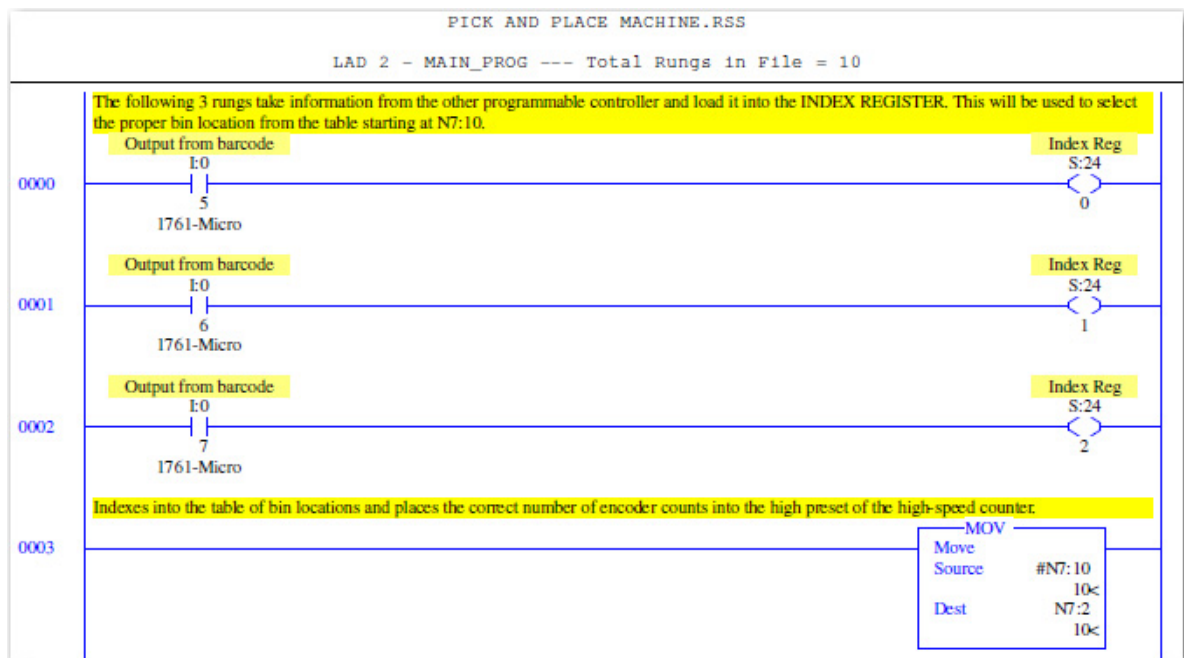 PICK AND PLACE MACHINE.RSS
LAD 2 - MAIN_PROG --- Total Rungs in File = 10
The following 3 rungs take information from the other programmable controller and load it into the INDEX REGISTER. This will be used to select
the proper bin location from the table starting at N7:10.
Output from barcode Index Reg
I:0 S:24
0000
5 0
1761-Micro
Output from barcode Index Reg
I:0 S:24
0001
6 1
1761-Micro
Output from barcode Index Reg
I:0 S:24
0002
7 2
1761-Micro
Indexes into the table of bin locations and places the correct number of encoder counts into the high preset of the high-speed counter.
MOV
0003 Move
Source #N7:10
10<
Dest N7:2
10<